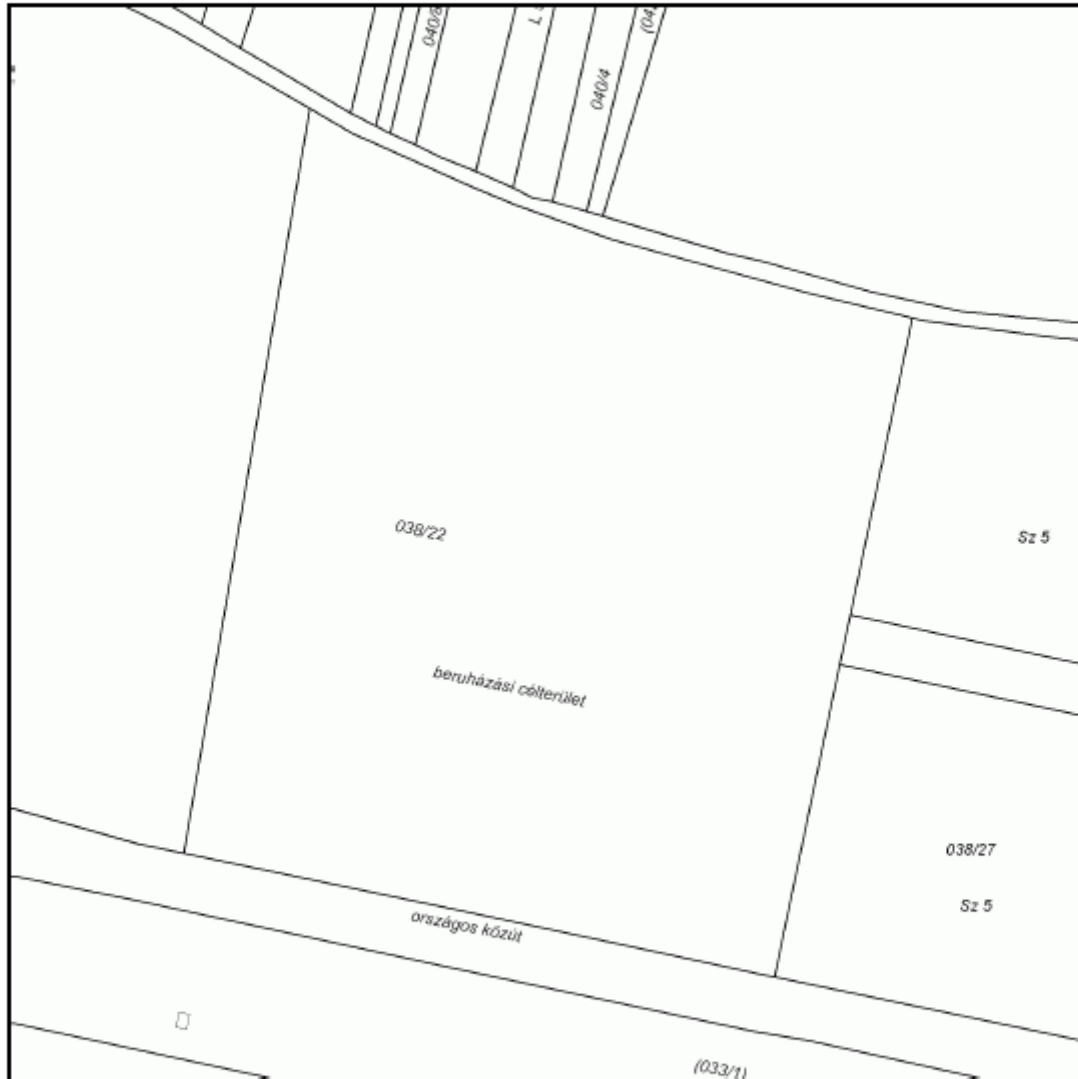 040/4
038/22
Sz 5
beruházási célterület
038/27
Sz 5
országos közút
(033/1)